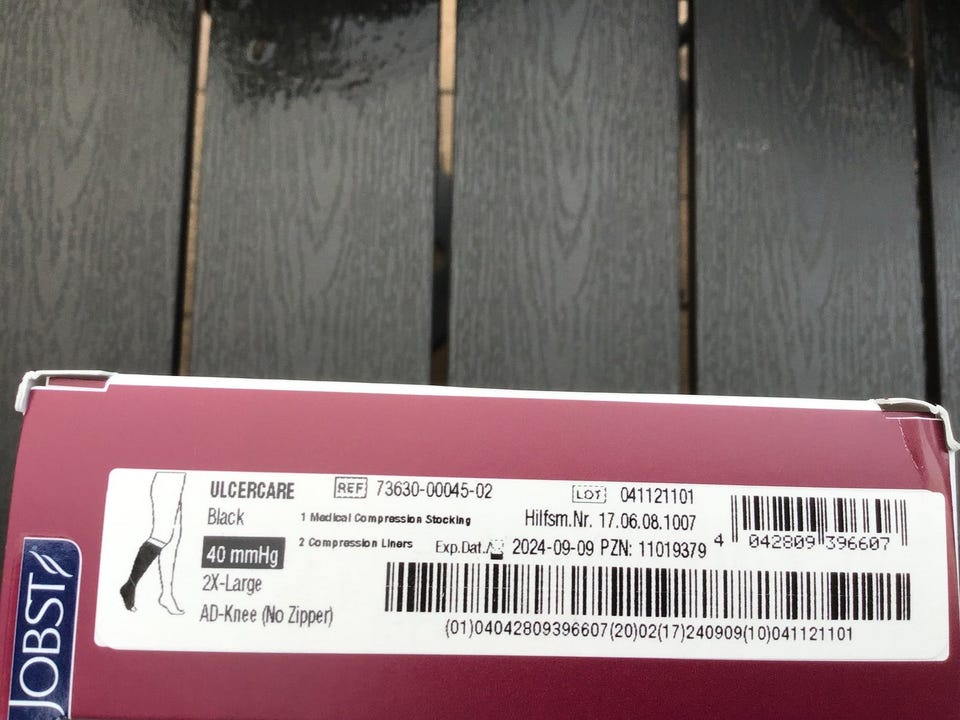 ULCERCARE
Black
40 mmHg
2X-Large
AD-Knee (No Zipper)
REF 73630-00045-02
1 Medical Compression Stocking
2 Compression Liners
LOT 041121101
Hilfsm.Nr. 17.06.08.1007
Exp.Dat. 2024-09-09 PZN: 11019379
4 042809 396607
(01)04042809396607(20)02(17)240909(10)041121101
JOBST